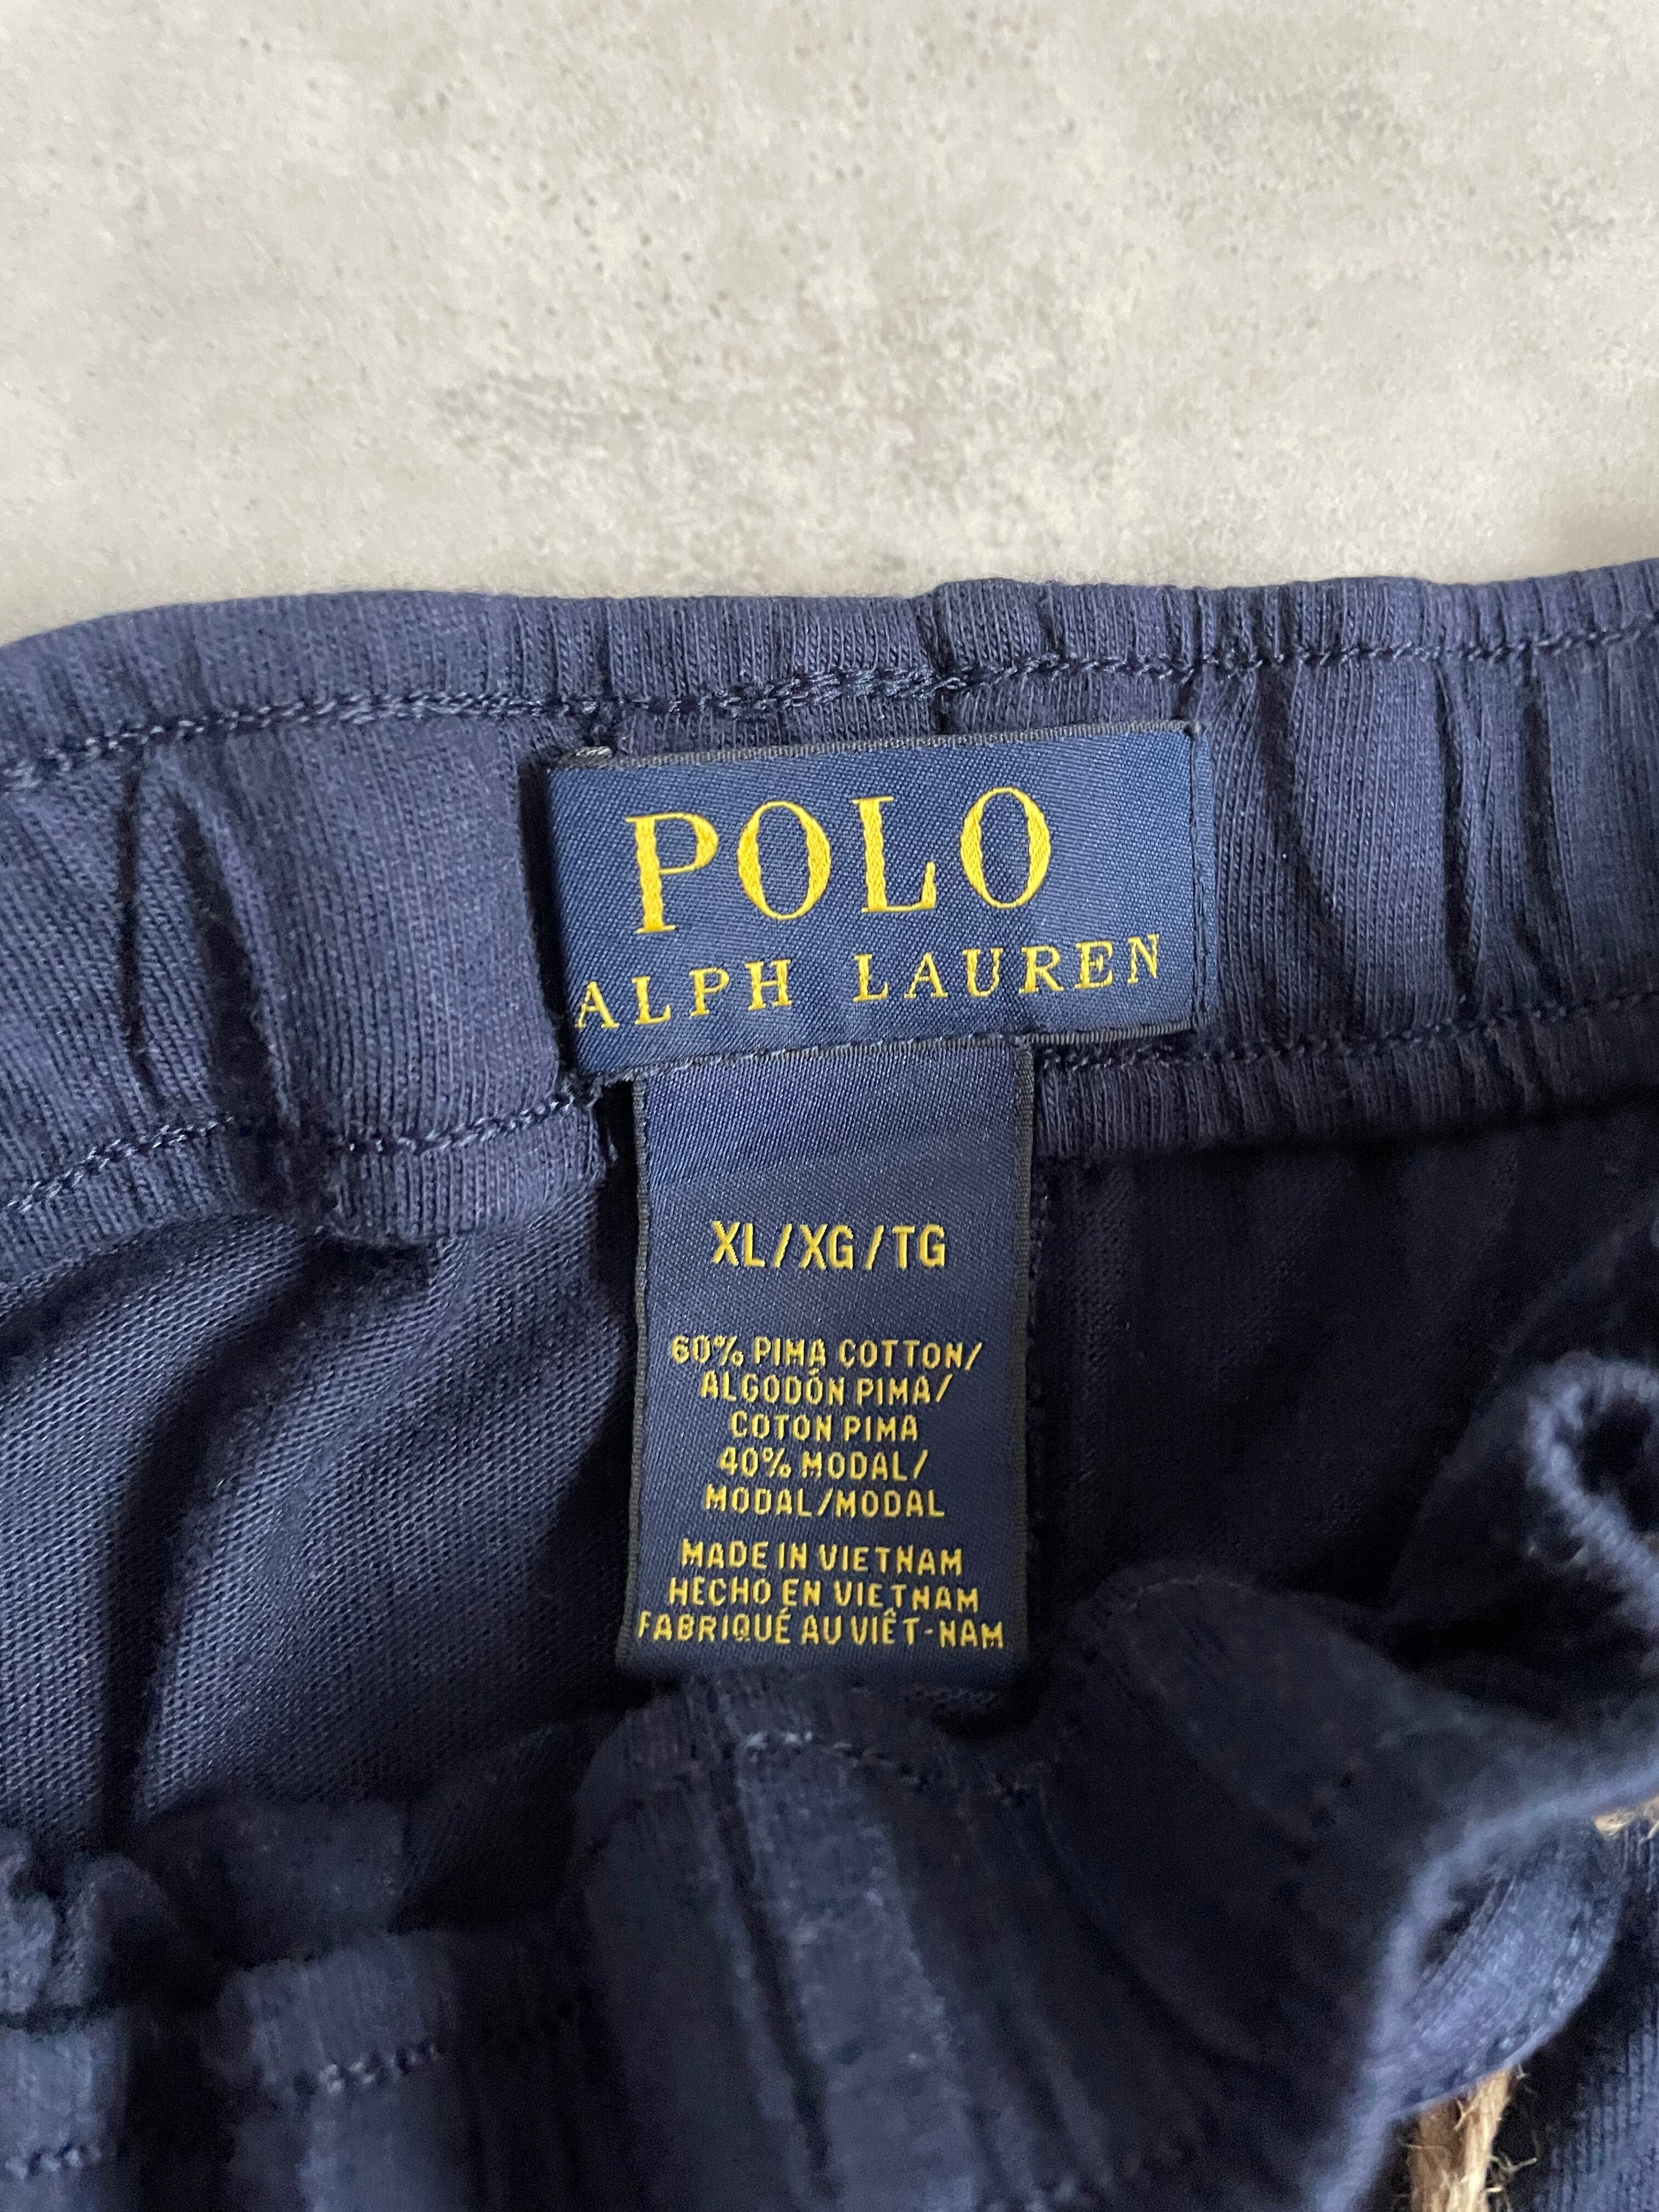 POLO
ALPH LAUREN
XL/XG/TG
60% PIMA COTTON/
ALGODÓN PIMA/
COTON PIMA
40% MODAL/
MODAL/MODAL
MADE IN VIETNAM
HECHO EN VIETNAM
FABRIQUÉ AU VIÊT-NAM